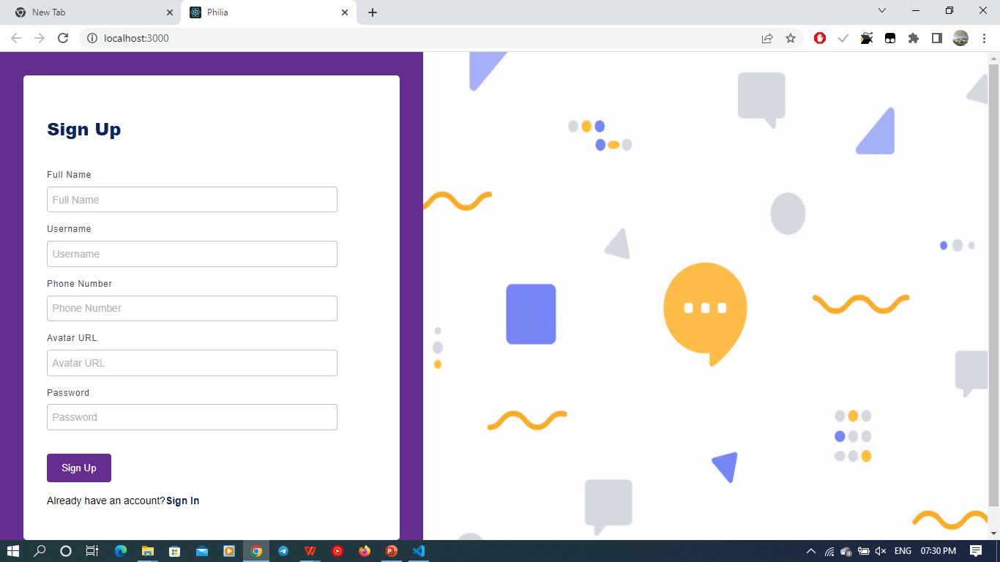 New Tab
Philia
localhost:3000
Sign Up
Full Name
Full Name
Username
Username
Phone Number
Phone Number
Avatar URL
Avatar URL
Password
Password
Sign Up
Already have an account?Sign In
ENG 07:30 PM